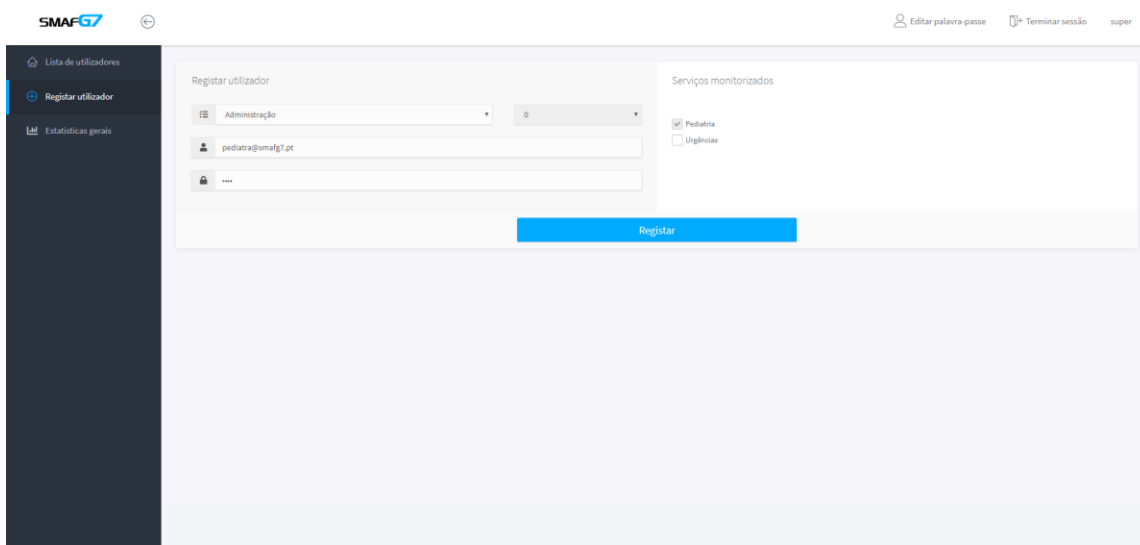 SMAFG7
Editar palavra-passe
Terminar sessão
super
Lista de utilizadores
Registar utilizador
Estatisticas gerais
Registar utilizador
Administração
0
pediatra@smafg7.pt
••••
Serviços monitorizados
Pediatria
Urgências
Registar